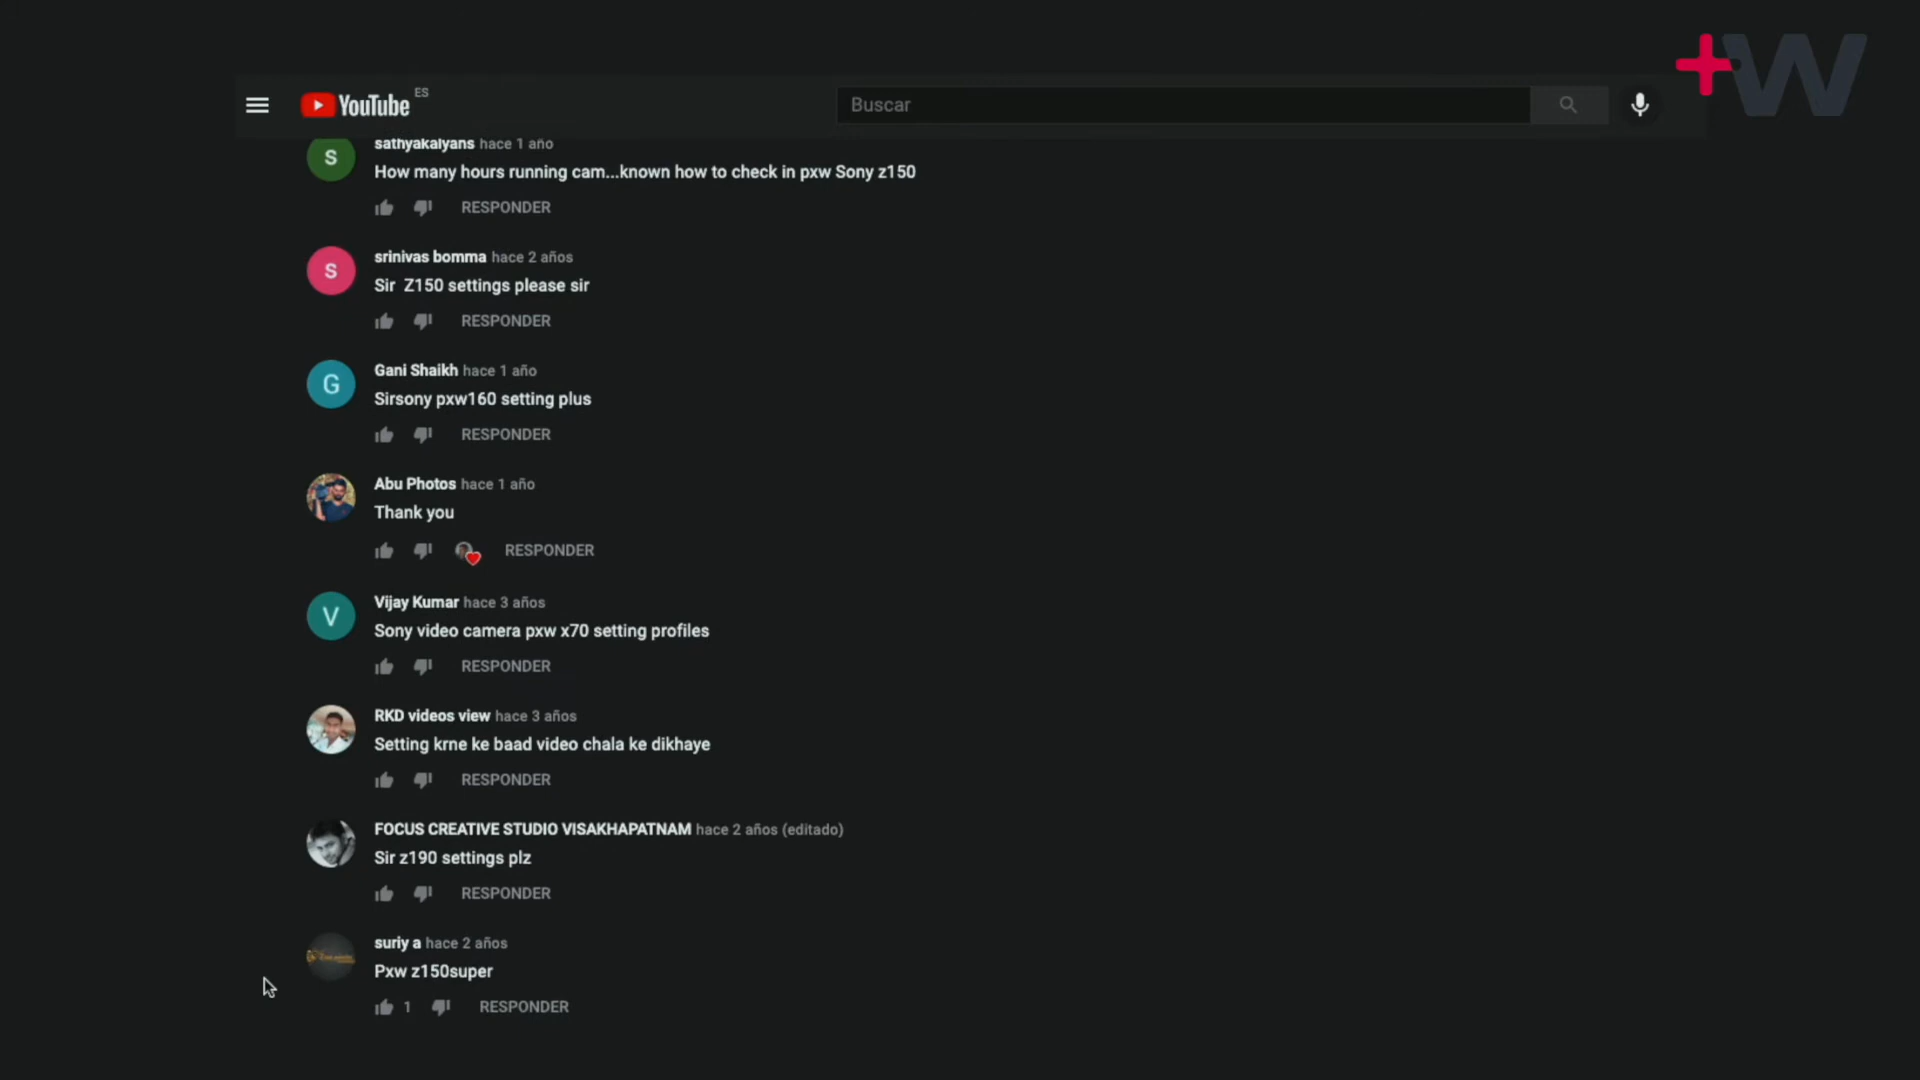 +W
YouTube ES
Buscar
S
sathyakalyans hace 1 año
How many hours running cam...known how to check in pxw Sony z150
RESPONDER
S
srinivas bomma hace 2 años
Sir Z150 settings please sir
RESPONDER
G
Gani Shaikh hace 1 año
Sirsony pxw160 setting plus
RESPONDER
Abu Photos hace 1 año
Thank you
RESPONDER
V
Vijay Kumar hace 3 años
Sony video camera pxw x70 setting profiles
RESPONDER
RKD videos view hace 3 años
Setting krne ke baad video chala ke dikhaye
RESPONDER
FOCUS CREATIVE STUDIO VISAKHAPATNAM hace 2 años (editado)
Sir z190 settings plz
RESPONDER
suriy a hace 2 años
Pxw z150super
1 RESPONDER